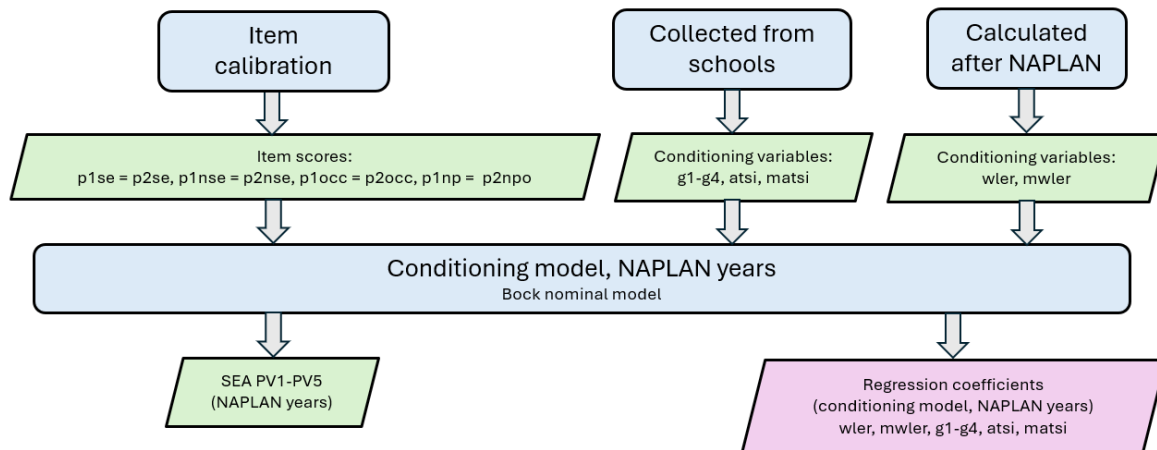 Item
calibration
Collected from
schools
Calculated
after NAPLAN
Item scores:
p1se = p2se, p1nse = p2nse, p1occ = p2occ, p1np =  p2npo
Conditioning variables:
g1-g4, atsi, matsi
Conditioning variables:
wler, mwler
Conditioning model, NAPLAN years
Bock nominal model
SEA PV1-PV5
(NAPLAN years)
Regression coefficients
(conditioning model, NAPLAN years)
wler, mwler, g1-g4, atsi, matsi